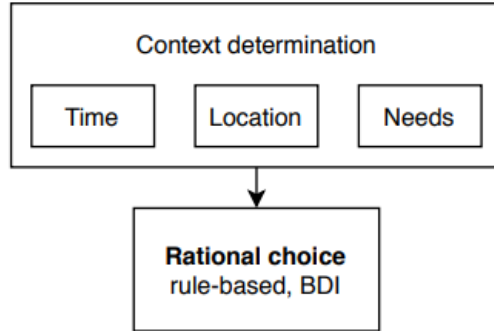 Context determination
Time
Location
Needs
Rational choice
rule-based, BDI